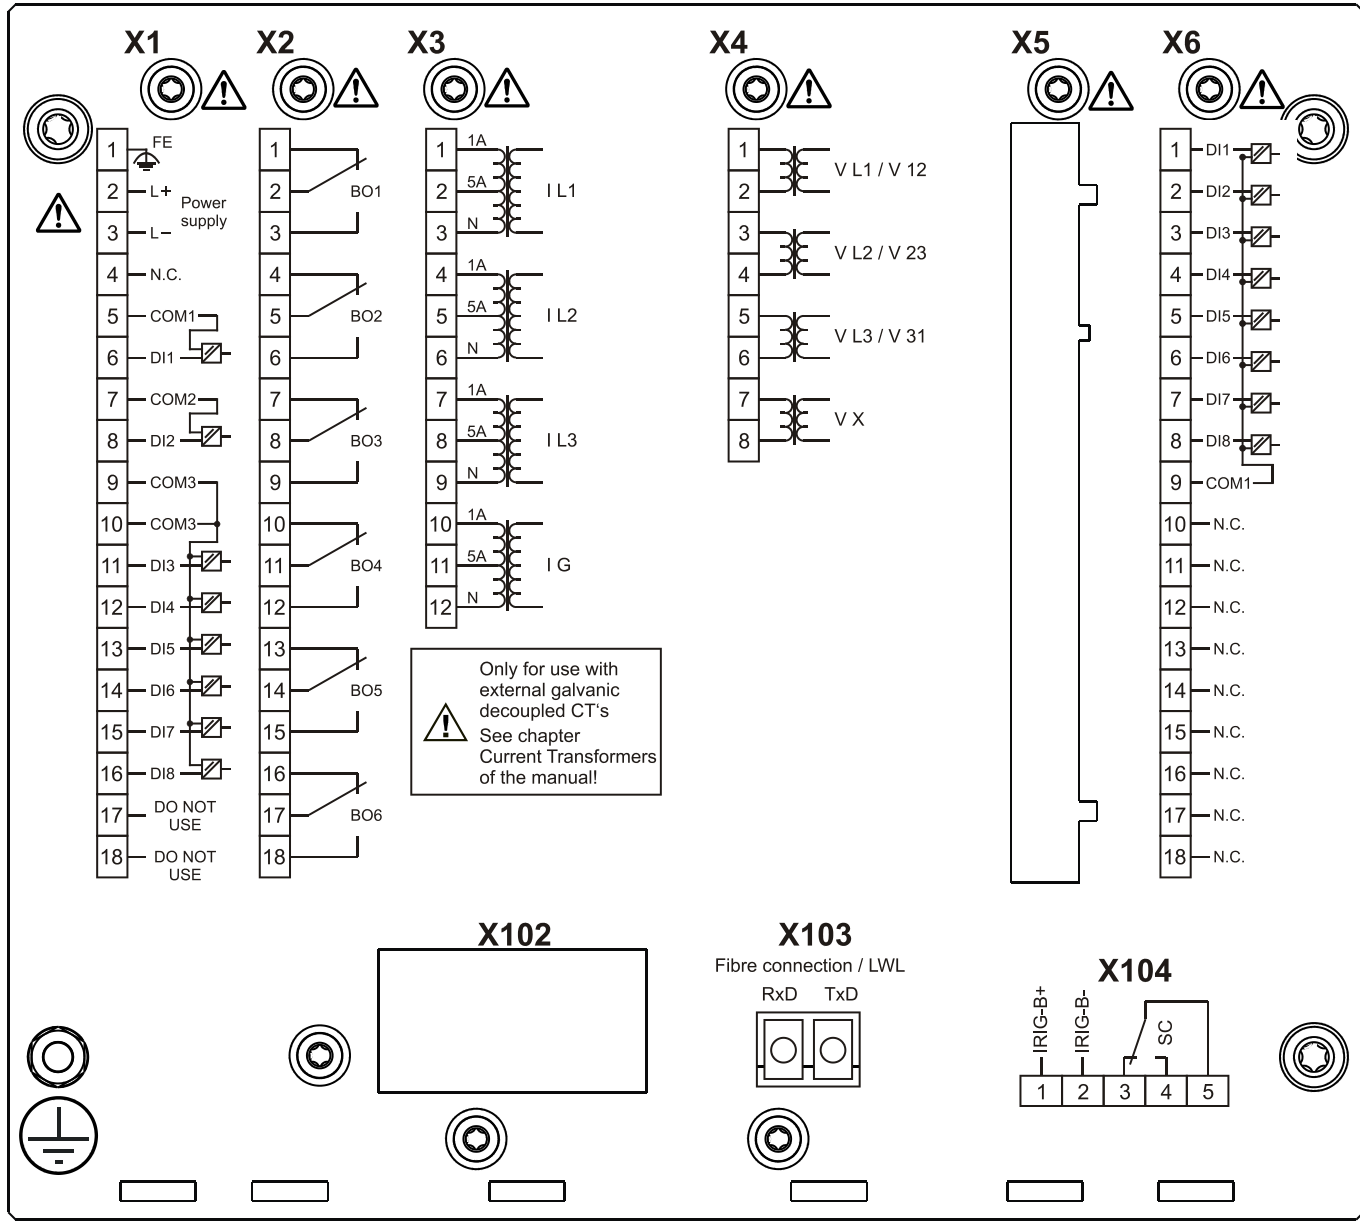 X1 X2 X3 X4 X5 X6
1 FE
2 L+
3 L−
Power
supply
4 N.C.
5 COM1
6 DI1
7 COM2
8 DI2
9 COM3
10 COM3
11 DI3
12 DI4
13 DI5
14 DI6
15 DI7
16 DI8
17 DO NOT
USE
18 DO NOT
USE
1
2 BO1
3
4
5 BO2
6
7
8 BO3
9
10
11 BO4
12
13
14 BO5
15
16
17 BO6
18
1 1A
2 5A I L1
3 N
4 1A
5 5A I L2
6 N
7 1A
8 5A I L3
9 N
10 1A
11 5A I G
12 N
Only for use with
external galvanic
decoupled CT‘s
See chapter
Current Transformers
of the manual!
1
V L1 / V 12
2
3
V L2 / V 23
4
5
V L3 / V 31
6
7
V X
8
1 DI1
2 DI2
3 DI3
4 DI4
5 DI5
6 DI6
7 DI7
8 DI8
9 COM1
10 N.C.
11 N.C.
12 N.C.
13 N.C.
14 N.C.
15 N.C.
16 N.C.
17 N.C.
18 N.C.
X102
X103
Fibre connection / LWL
RxD TxD
X104
IRIG-B+
IRIG-B-
SC
1 2 3 4 5